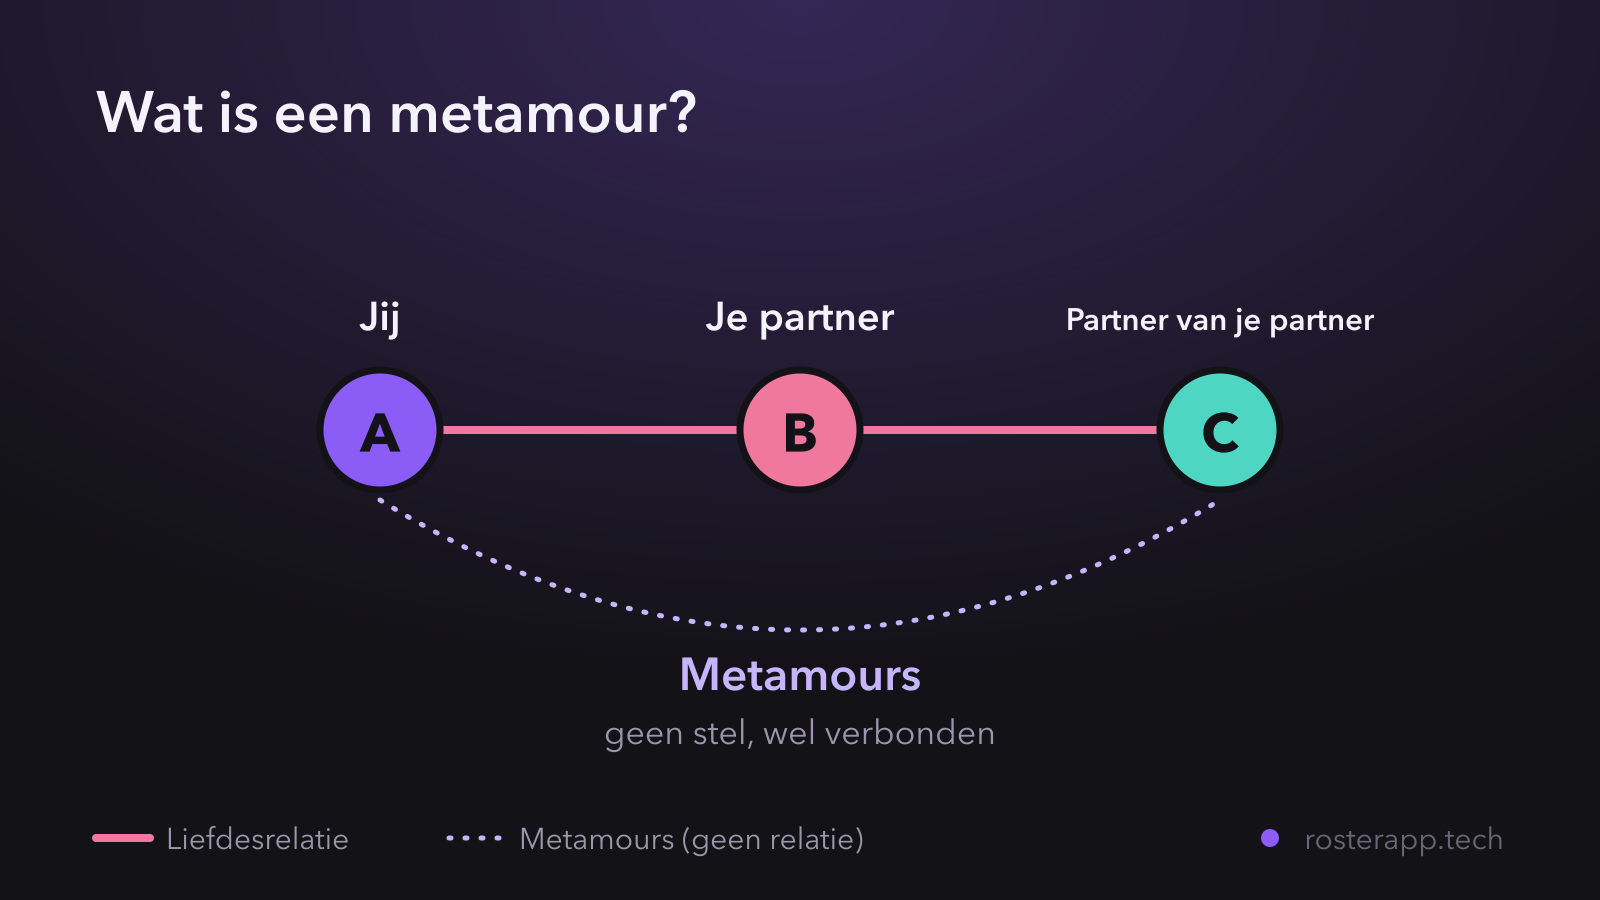 Wat is een metamour?
Jij
Je partner
Partner van je partner
A
B
C
Metamours
geen stel, wel verbonden
Liefdesrelatie
Metamours (geen relatie)
rosterapp.tech